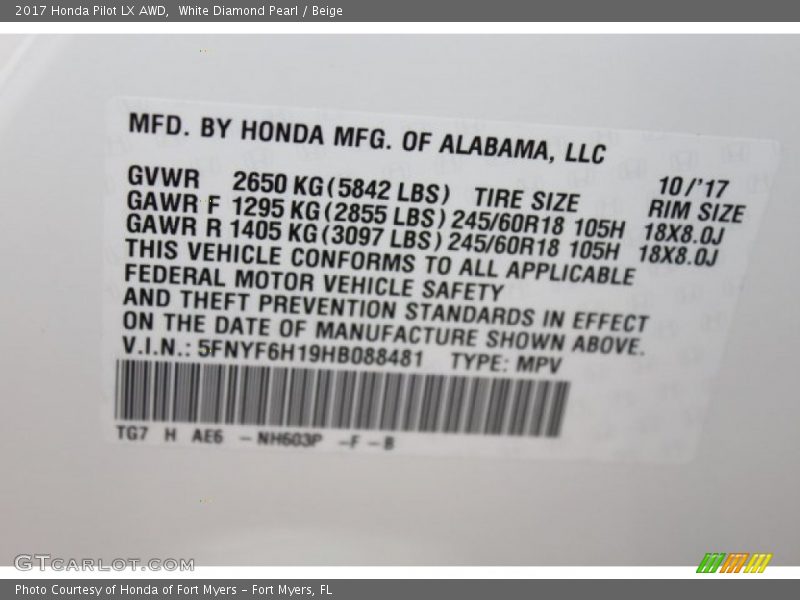 2017 Honda Pilot LX AWD,  White Diamond Pearl / Beige
MFD. BY HONDA MFG. OF ALABAMA, LLC
10/'17
GVWR 2650 KG(5842 LBS) TIRE SIZE RIM SIZE
GAWR F 1295 KG(2855 LBS) 245/60R18 105H 18X8.0J
GAWR R 1405 KG(3097 LBS) 245/60R18 105H 18X8.0J
THIS VEHICLE CONFORMS TO ALL APPLICABLE
FEDERAL MOTOR VEHICLE SAFETY
AND THEFT PREVENTION STANDARDS IN EFFECT
ON THE DATE OF MANUFACTURE SHOWN ABOVE.
V.I.N.: 5FNYF6H19HB088481 TYPE: MPV
TG7 H AE6 - NH603P - F - B
GTCARLOT.COM
Photo Courtesy of Honda of Fort Myers - Fort Myers, FL